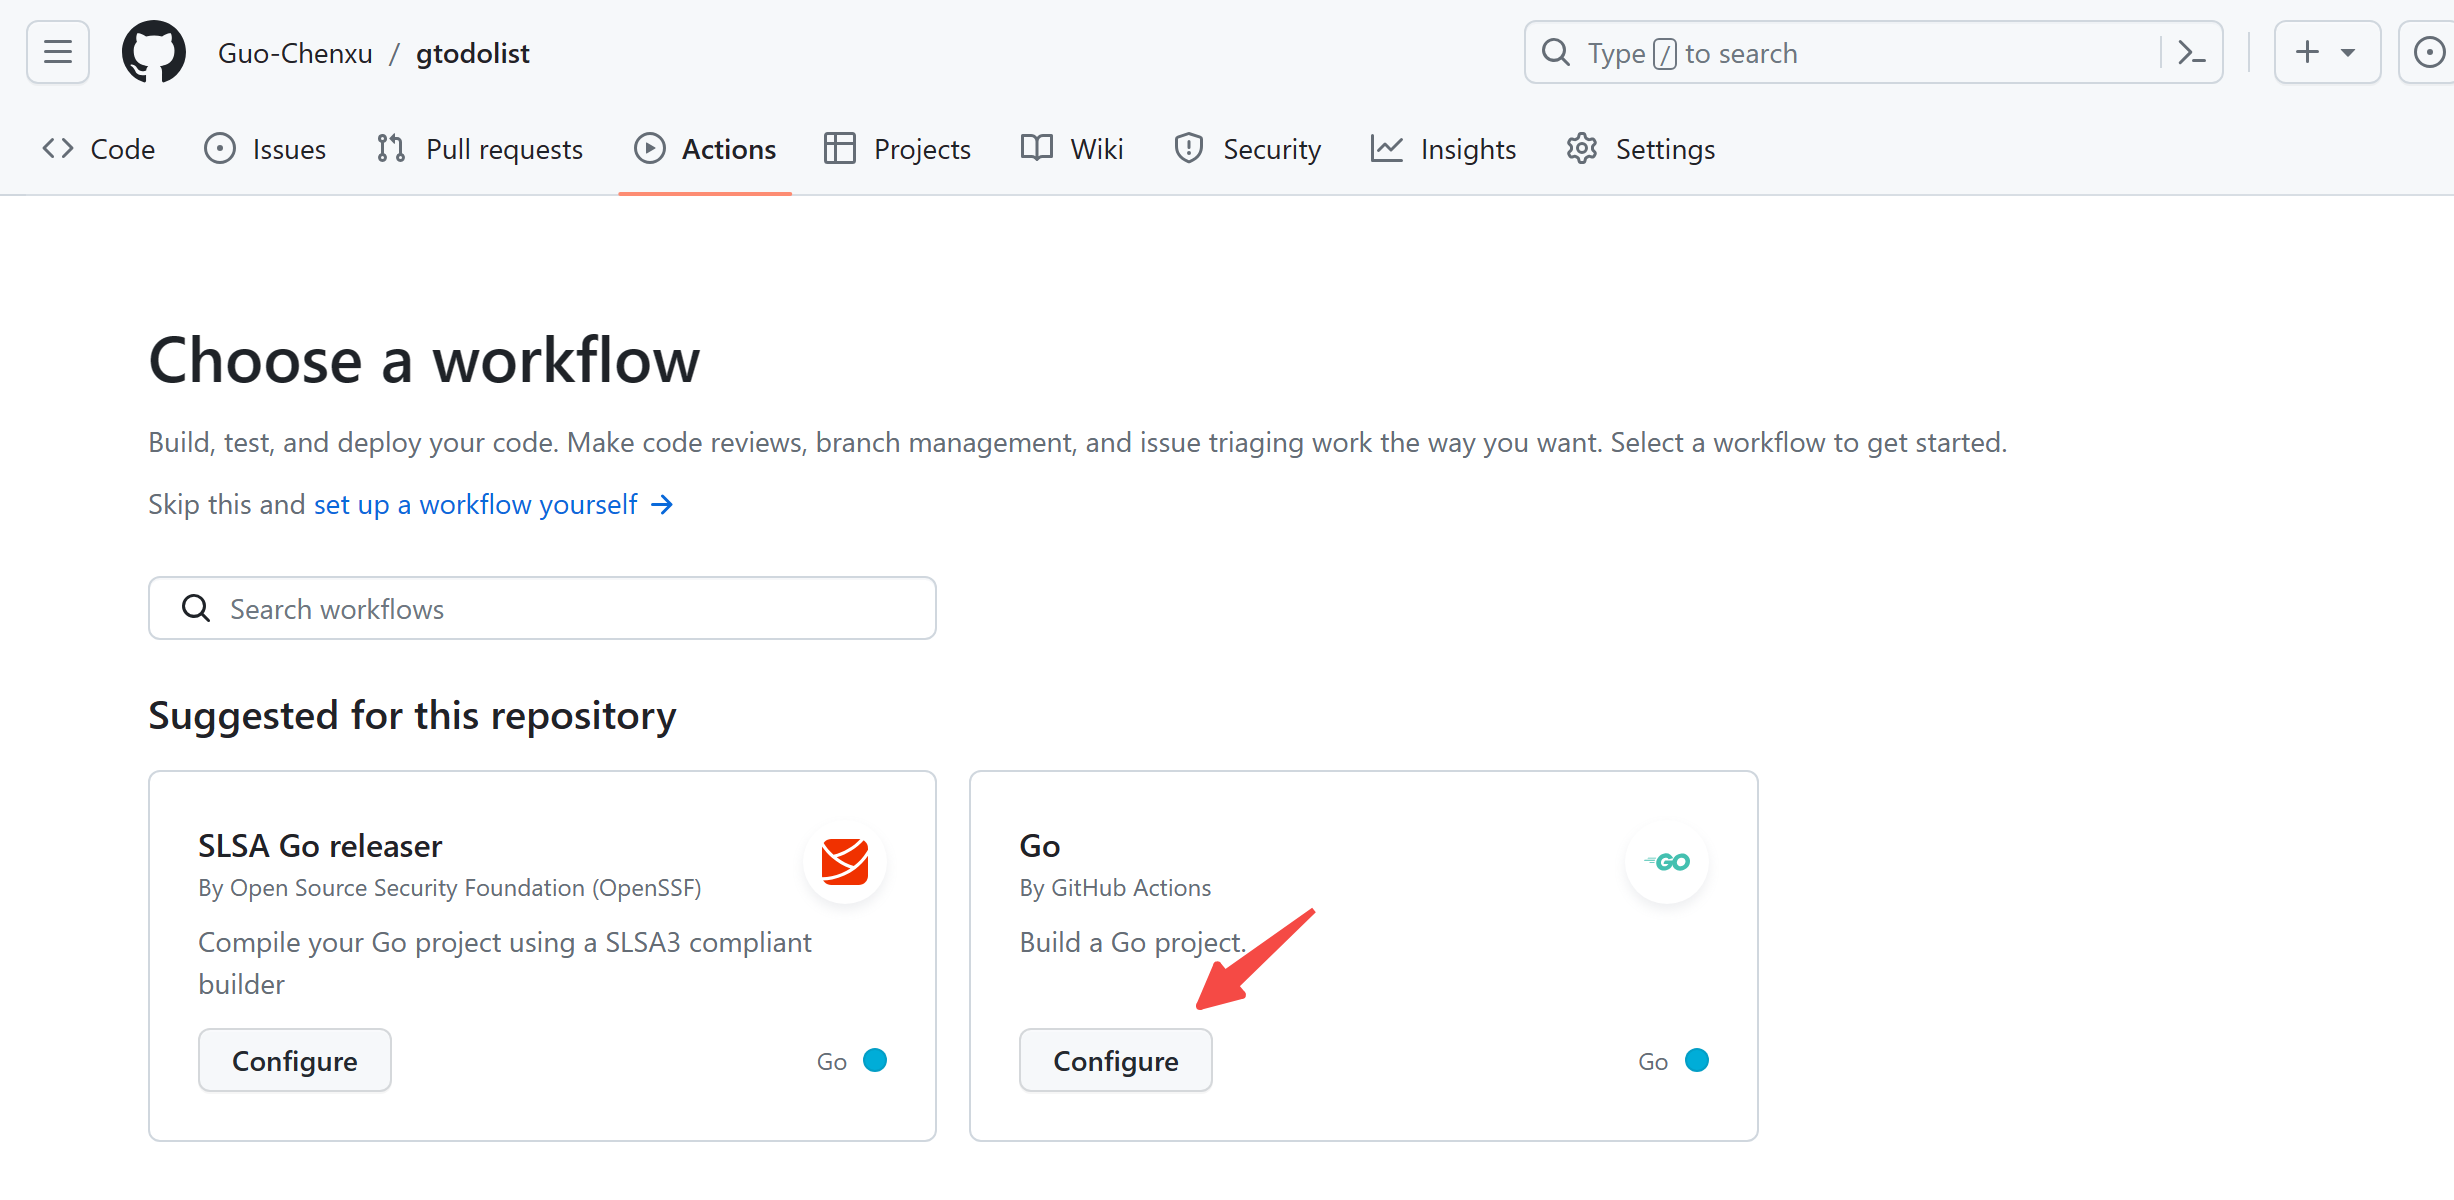 Guo-Chenxu / gtodolist
Type / to search
Code Issues Pull requests Actions Projects Wiki Security Insights Settings
Choose a workflow
Build, test, and deploy your code. Make code reviews, branch management, and issue triaging work the way you want. Select a workflow to get started.
Skip this and set up a workflow yourself →
Search workflows
Suggested for this repository
SLSA Go releaser
By Open Source Security Foundation (OpenSSF)
Compile your Go project using a SLSA3 compliant
builder
Configure
Go
Go
GO
By GitHub Actions
Build a Go project.
Configure
Go